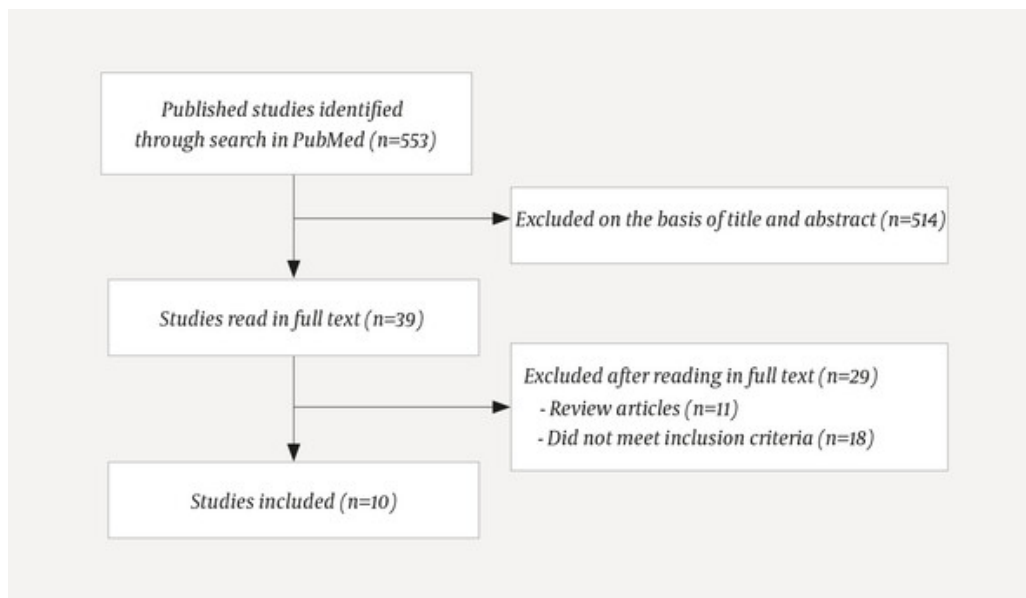 Published studies identified
through search in PubMed (n=553)
Excluded on the basis of title and abstract (n=514)
Studies read in full text (n=39)
Excluded after reading in full text (n=29)
- Review articles (n=11)
- Did not meet inclusion criteria (n=18)
Studies included (n=10)